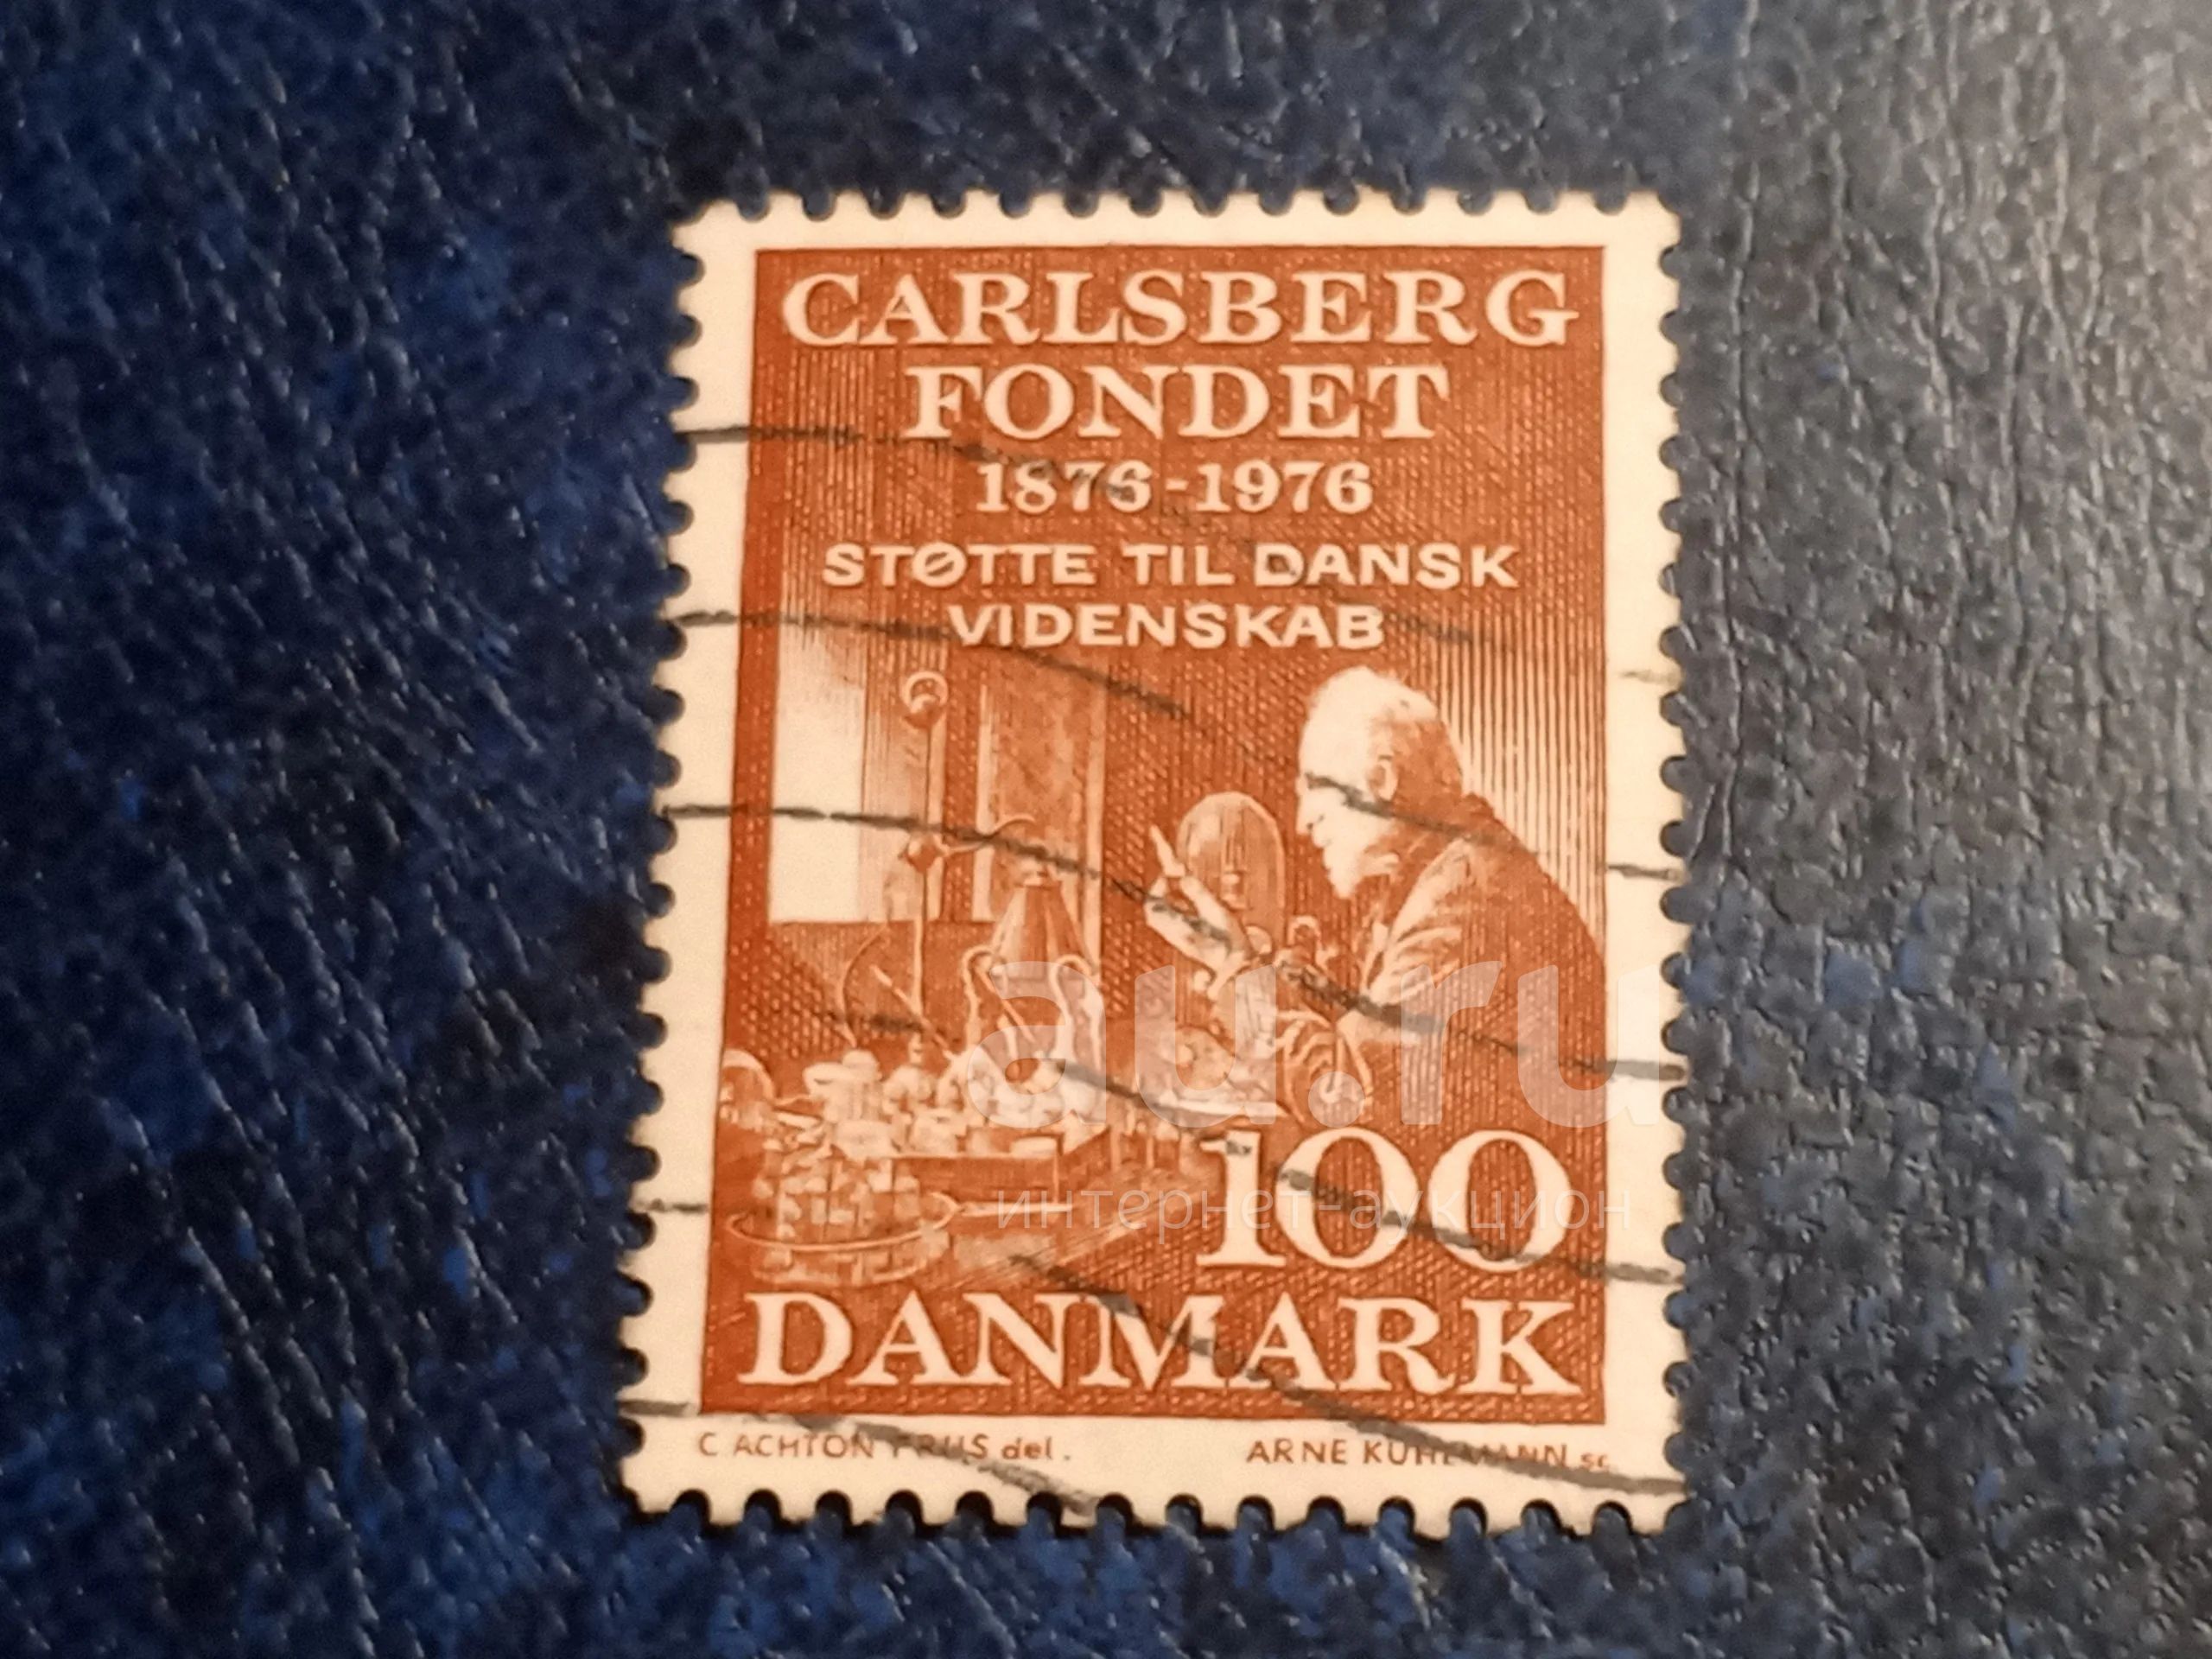 CARLSBERG
FONDET
1876-1976
STØTTE TIL DANSK
VIDENSKAB
au.ru
интернет-аукцион
100
DANMARK
C ACHTON FRIIS del.
ARNE KÜHLMANN sc.